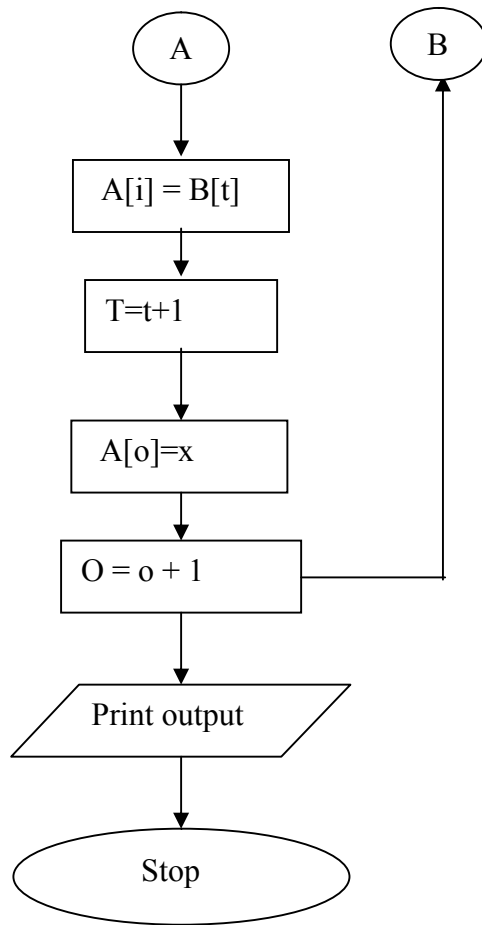 A
B
A[i] = B[t]
T=t+1
A[o]=x
O = o + 1
Print output
Stop